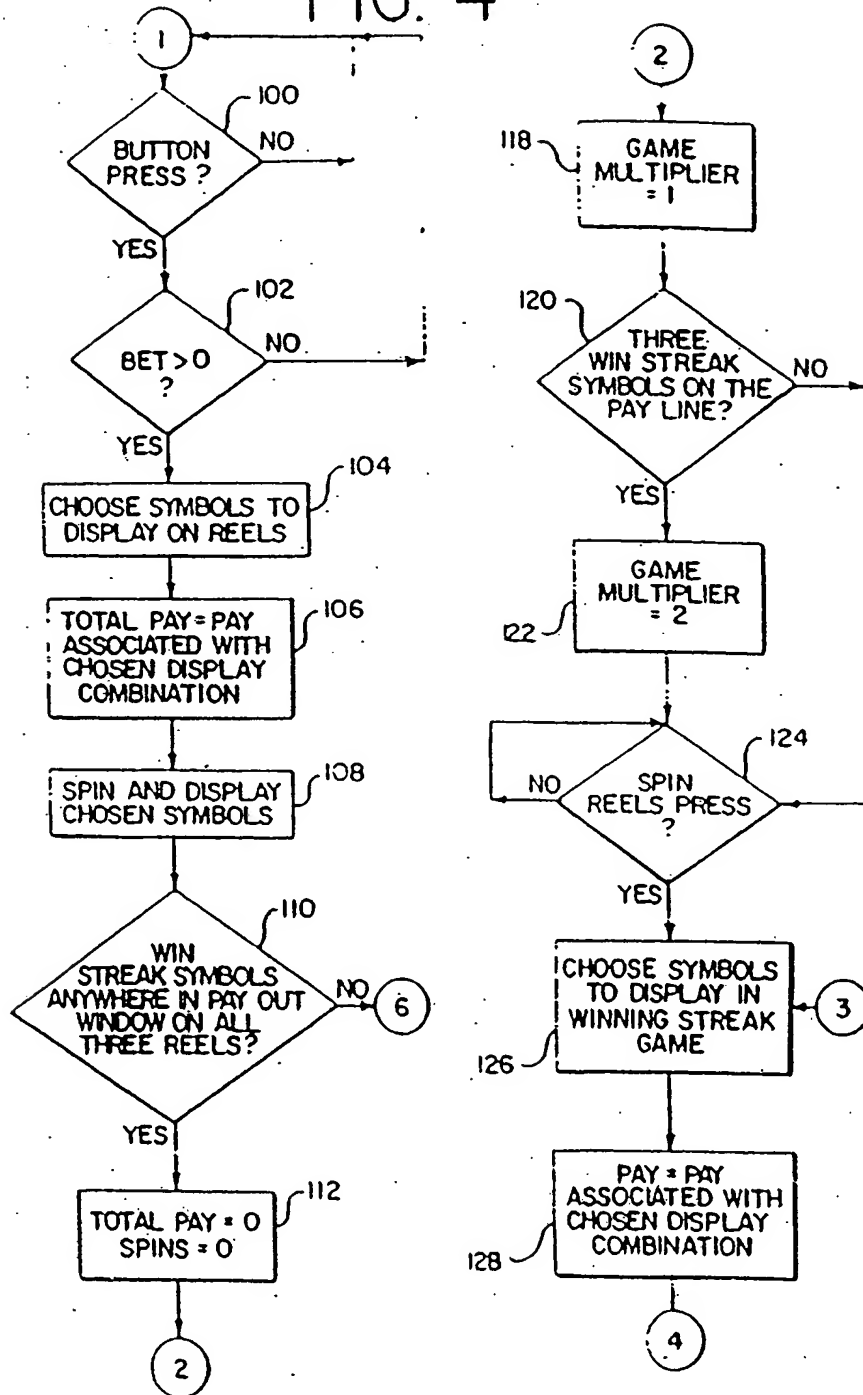 FIG. 4
1
100
BUTTON
PRESS ?
NO
YES
102
BET > 0
?
NO
YES
104
CHOOSE SYMBOLS TO
DISPLAY ON REELS
106
TOTAL PAY = PAY
ASSOCIATED WITH
CHOSEN DISPLAY
COMBINATION
108
SPIN AND DISPLAY
CHOSEN SYMBOLS
110
WIN
STREAK SYMBOLS
ANYWHERE IN PAY OUT
WINDOW ON ALL
THREE REELS?
NO
6
YES
112
TOTAL PAY = 0
SPINS = 0
2
2
118
GAME
MULTIPLIER
= 1
120
THREE
WIN STREAK
SYMBOLS ON THE
PAY LINE?
NO
YES
122
GAME
MULTIPLIER
= 2
124
SPIN
REELS PRESS
?
NO
YES
126
CHOOSE SYMBOLS
TO DISPLAY IN
WINNING STREAK
GAME
3
128
PAY = PAY
ASSOCIATED WITH
CHOSEN DISPLAY
COMBINATION
4